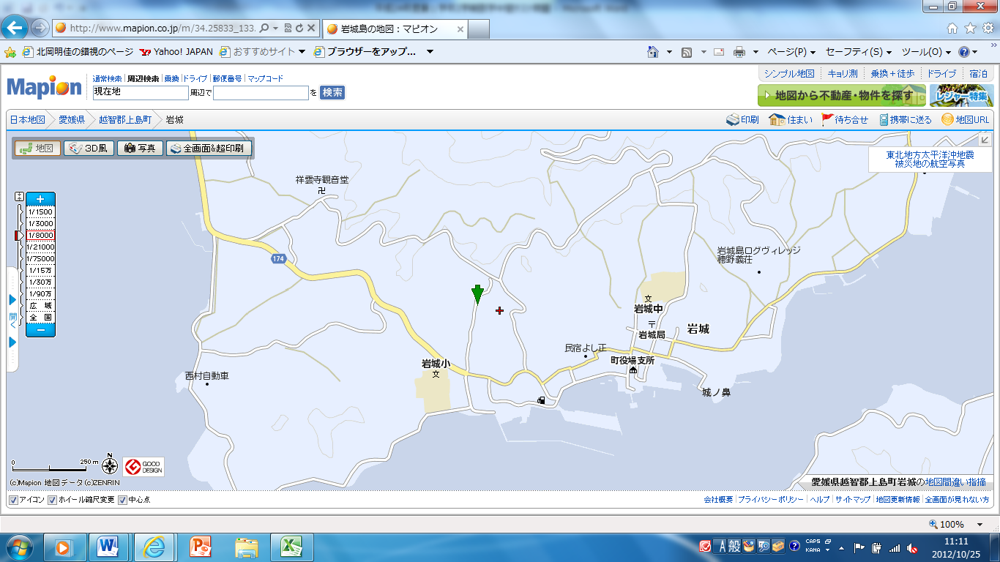 http://www.mapion.co.jp/m/34.25833_133.
岩城島の地図：マピオン
北岡明佳の錯視のページ Yahoo! JAPAN おすすめサイト ブラウザーをアップ... ページ(P) セーフティ(S) ツール(O)
Mapion
通常検索 周辺検索 乗換 ドライブ 郵便番号 マップコード
現在地 周辺で を 検索
シンプル地図 キョリ測 乗換+徒歩 ドライブ 宿泊
地図から不動産・物件を探す レジャー特集
日本地図 愛媛県 越智郡上島町 岩城
印刷 住まい 待ち合せ 携帯に送る 地図URL
地図 3D風 写真 全画面&超印刷
東北地方太平洋沖地震
被災地の航空写真
祥雲寺観音堂
卍
+
1/1500
1/3000
1/8000
1/21000
1/75000
1/15万
1/30万
1/90万
広域
全国
−
開く
174
岩城島ログヴィレッジ
穂野義荘
文
岩城中
〒
岩城局
岩城
民宿よし正
町役場支所
岩城小
文
西村自動車
城ノ鼻
0 250 m N
GOOD DESIGN
(c)Mapion 地図データ(c)ZENRIN
愛媛県越智郡上島町岩城の地図間違い指摘
アイコン ホイール縮尺変更 中心点
会社概要 プライバシーポリシー ヘルプ サイトマップ 地図更新情報 全画面が見れない方
100%
A 般 CAPS KANA
11:11
2012/10/25